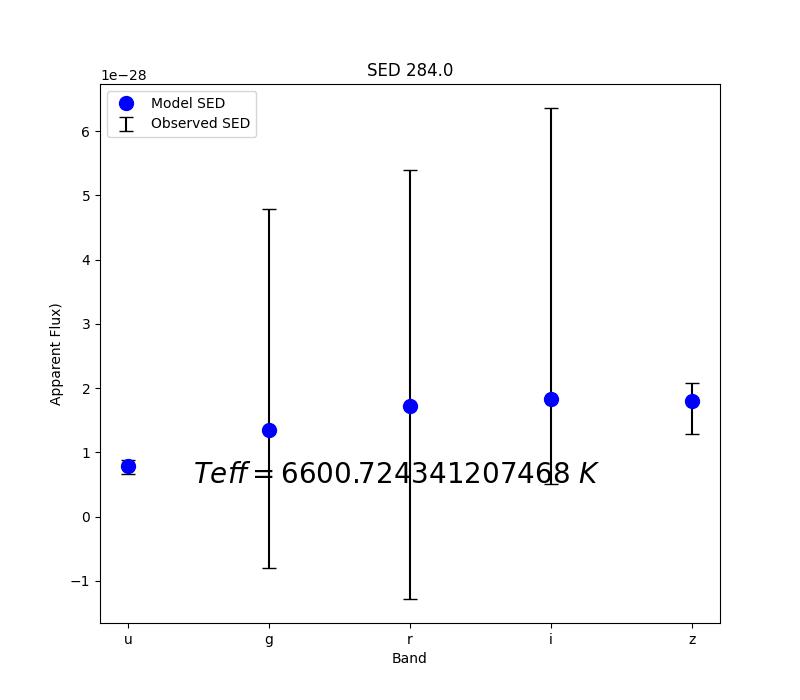 SED 284.0
1e−28
Model SED
Observed SED
6
5
4
3
2
1
0
−1
Apparent Flux)
Teff = 6600.724341207468 K
u g r i z
Band